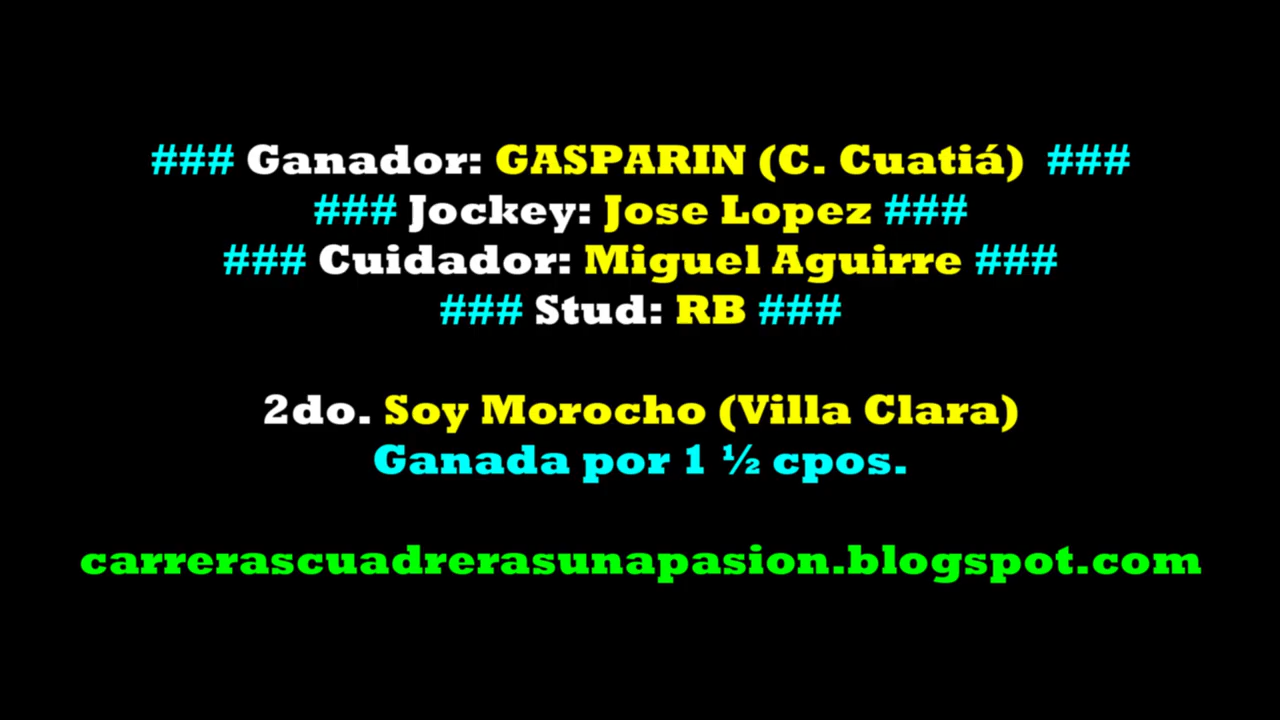 ### Ganador: GASPARIN (C. Cuatiá) ###
### Jockey: Jose Lopez ###
### Cuidador: Miguel Aguirre ###
### Stud: RB ###
2do. Soy Morocho (Villa Clara)
Ganada por 1 ½ cpos.
carrerascuadrerasunapasion.blogspot.com